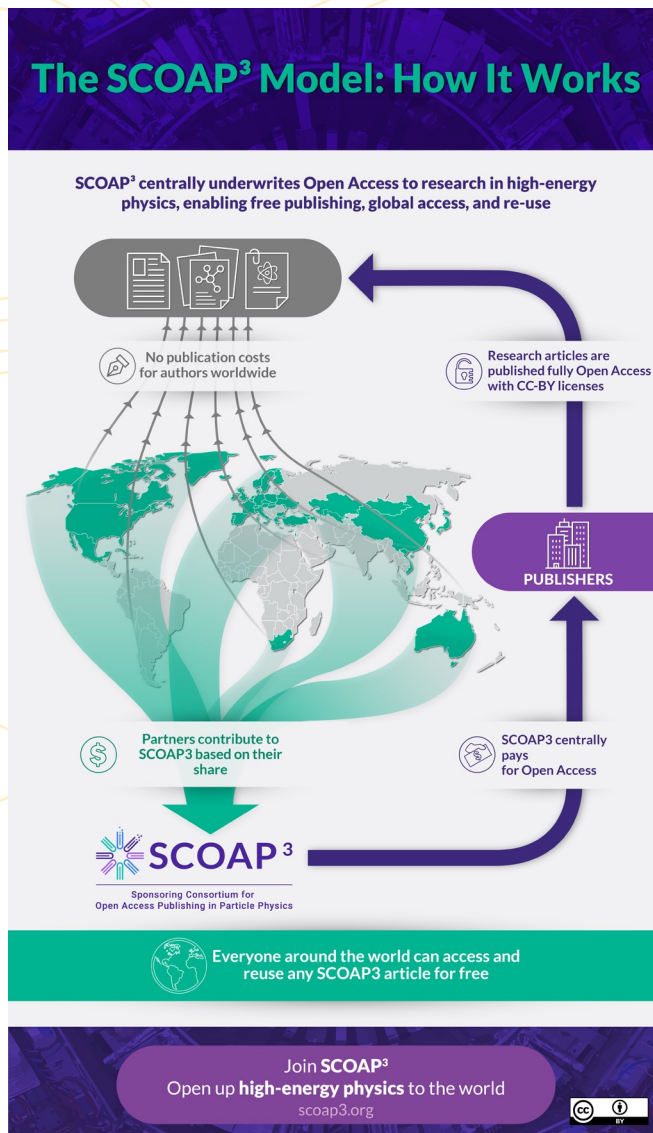 The SCOAP³ Model: How It Works
SCOAP³ centrally underwrites Open Access to research in high-energy
physics, enabling free publishing, global access, and re-use
No publication costs
for authors worldwide
Research articles are
published fully Open Access
with CC-BY licenses
PUBLISHERS
Partners contribute to
SCOAP3 based on their
share
SCOAP3 centrally
pays
for Open Access
SCOAP³
Sponsoring Consortium for
Open Access Publishing in Particle Physics
Everyone around the world can access and
reuse any SCOAP3 article for free
Join SCOAP³
Open up high-energy physics to the world
scoap3.org
cc
BY